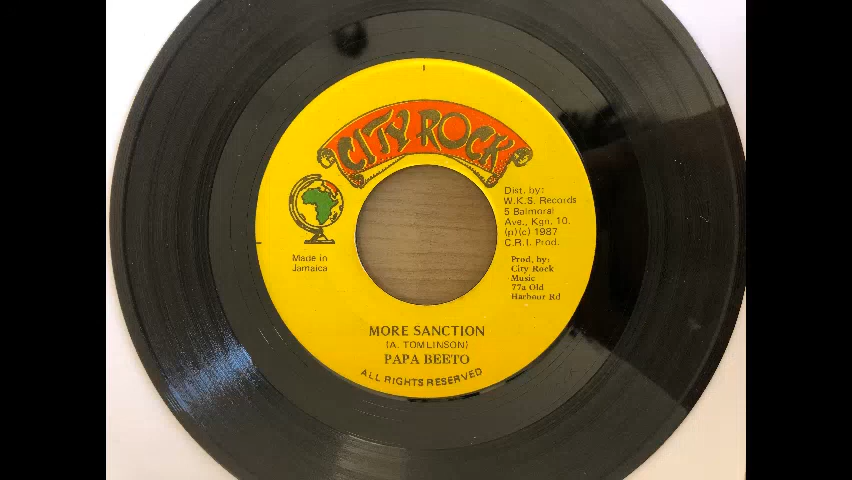 CITY ROCK
Dist. by:
W.K.S. Records
5 Balmoral
Ave., Kgn. 10.
(p)(c) 1987
C.R.I. Prod.
Made in
Jamaica
Prod. by:
City Rock
Music
77a Old
Harbour Rd
MORE SANCTION
(A. TOMLINSON)
PAPA BEETO
ALL RIGHTS RESERVED